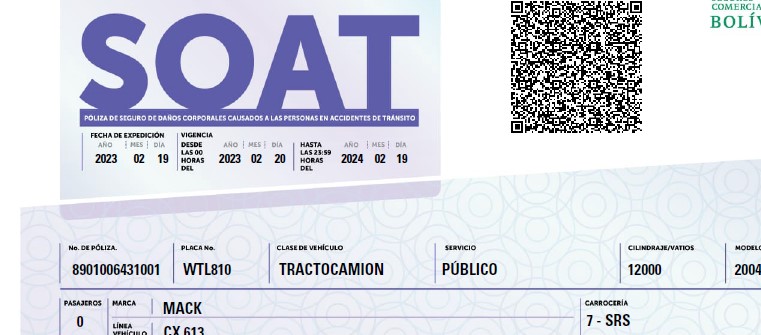 COMERCIA
BOLÍV
SOAT
PÓLIZA DE SEGURO DE DAÑOS CORPORALES CAUSADOS A LAS PERSONAS EN ACCIDENTES DE TRÁNSITO
FECHA DE EXPEDICIÓN
AÑO MES DÍA
2023 02 19
VIGENCIA
DESDE
LAS 00
HORAS
DEL
AÑO MES DÍA
2023 02 20
HASTA
LAS 23:59
HORAS
DEL
AÑO MES DÍA
2024 02 19
No. DE PÓLIZA. PLACA No. CLASE DE VEHÍCULO SERVICIO CILINDRAJE/VATIOS MODELO
8901006431001 WTL810 TRACTOCAMION PÚBLICO 12000 2004
PASAJEROS MARCA MACK CARROCERÍA
0 LÍNEA VEHÍCULO CX 613 7 - SRS